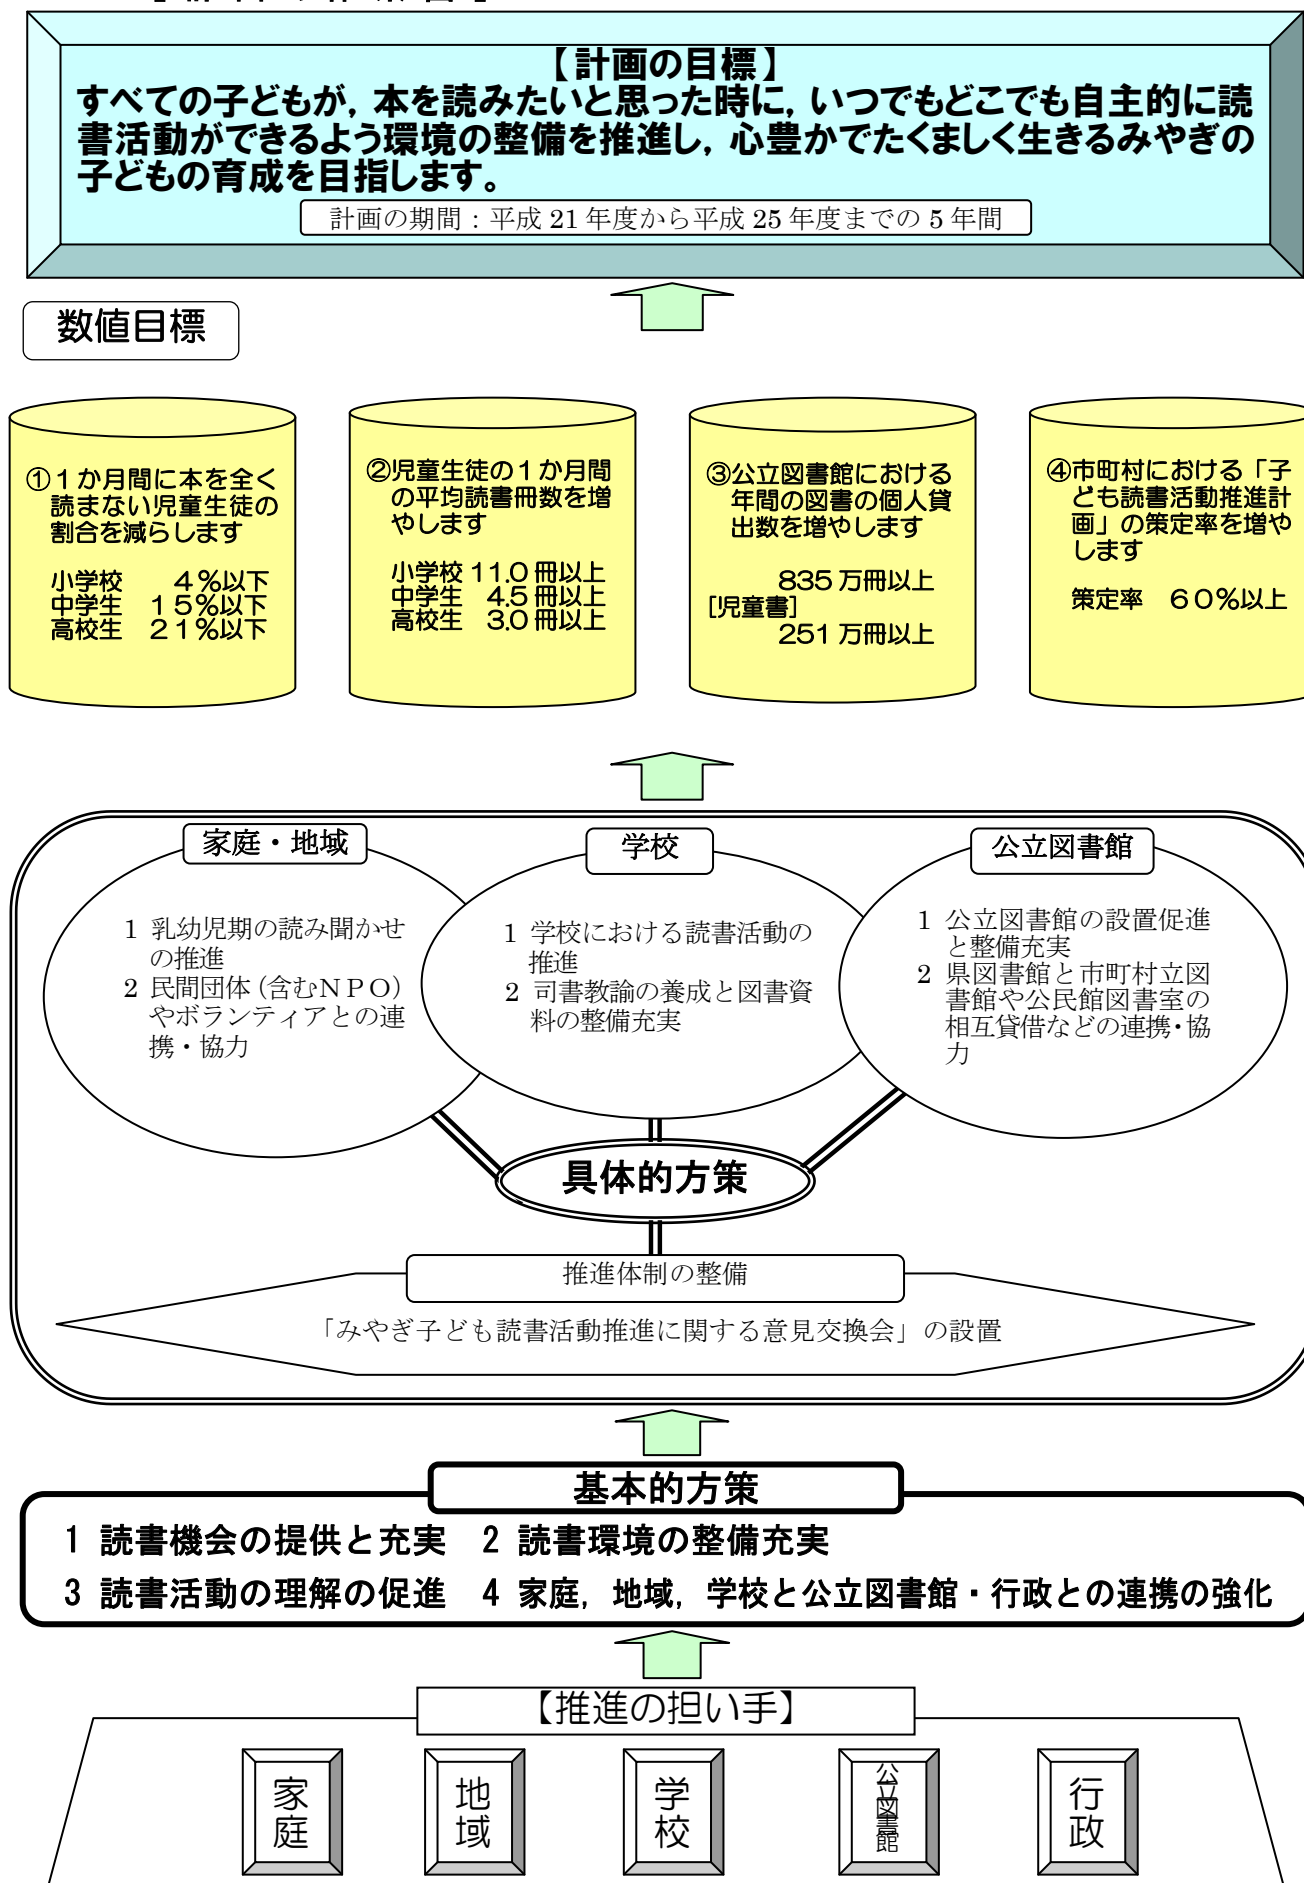 【計画の目標】
すべての子どもが，本を読みたいと思った時に，いつでもどこでも自主的に読
書活動ができるよう環境の整備を推進し，心豊かでたくましく生きるみやぎの
子どもの育成を目指します。
計画の期間：平成 21 年度から平成 25 年度までの 5 年間
数値目標
①１か月間に本を全く
読まない児童生徒の
割合を減らします
小学校　４％以下
中学生　１５％以下
高校生　２１％以下
②児童生徒の１か月間
の平均読書冊数を増
やします
小学校 11.0 冊以上
中学生 4.5 冊以上
高校生 3.0 冊以上
③公立図書館における
年間の図書の個人貸
出数を増やします
835 万冊以上
[児童書]
251 万冊以上
④市町村における「子
ども読書活動推進計
画」の策定率を増や
します
策定率　６０％以上
家庭・地域
1 乳幼児期の読み聞かせ
の推進
2 民間団体（含むＮＰＯ）
やボランティアとの連
携・協力
学校
1 学校における読書活動の
推進
2 司書教諭の養成と図書資
料の整備充実
公立図書館
1 公立図書館の設置促進
と整備充実
2 県図書館と市町村立図
書館や公民館図書室の
相互貸借などの連携・協
力
具体的方策
推進体制の整備
「みやぎ子ども読書活動推進に関する意見交換会」の設置
基本的方策
1 読書機会の提供と充実　2 読書環境の整備充実
3 読書活動の理解の促進　4 家庭，地域，学校と公立図書館・行政との連携の強化
【推進の担い手】
家庭
地域
学校
公立図書館
行政